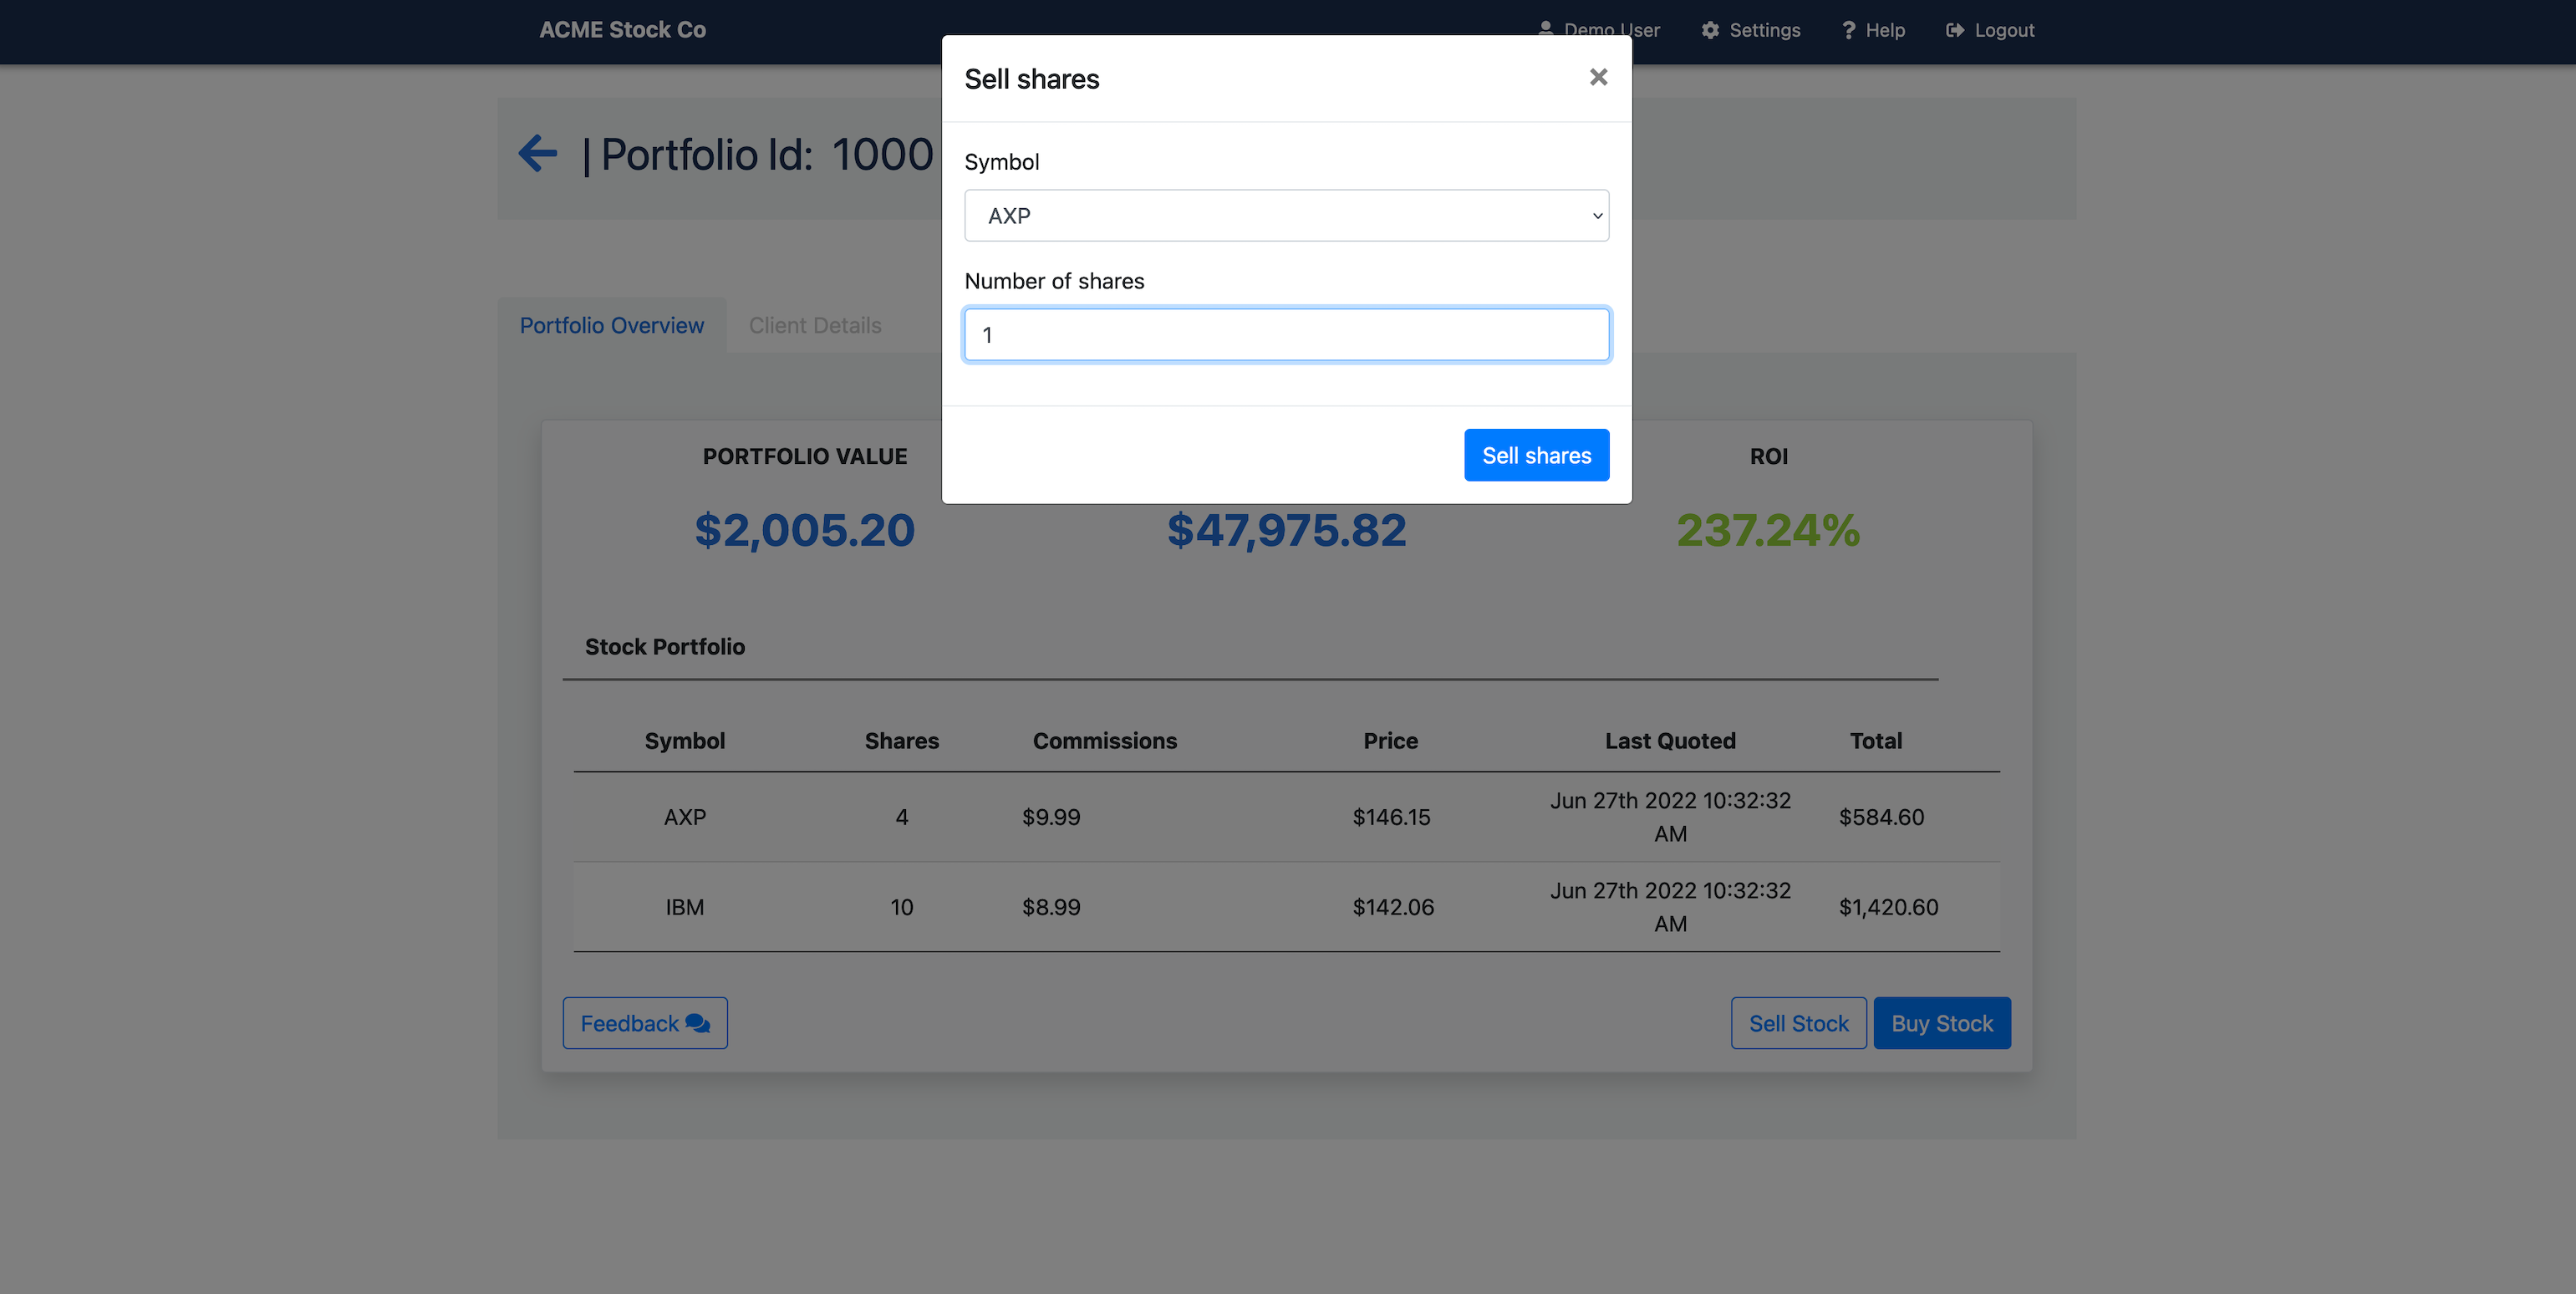 ACME Stock Co
Demo User
Settings
? Help
Logout
Sell shares
Symbol
AXP
Number of shares
1
Sell shares
| Portfolio Id: 1000
Portfolio Overview
Client Details
PORTFOLIO VALUE
ROI
$2,005.20
$47,975.82
237.24%
Stock Portfolio
Symbol Shares Commissions Price Last Quoted Total
AXP 4 $9.99 $146.15 Jun 27th 2022 10:32:32 AM $584.60
IBM 10 $8.99 $142.06 Jun 27th 2022 10:32:32 AM $1,420.60
Feedback
Sell Stock
Buy Stock